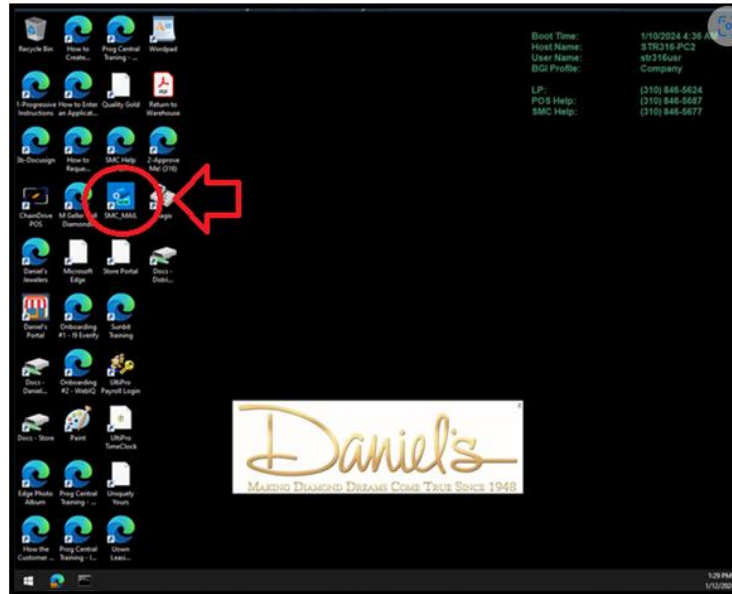 Boot Time: 1/10/2024 4:36 AM
Host Name: STR316-PC2
User Name: str316usr
BGI Profile: Company
LP: (310) 846-5624
POS Help: (310) 846-5687
SMC Help: (310) 846-5677
Recycle Bin
How to Create...
Prog Central Training - ...
Wordpad
1-Progressive Instructions
How to Enter an Applicat...
Quality Gold
PDF
Return to Warehouse
3b-Docusign
How to Reque...
SMC Help
2-Approve Me! (316)
ChainDrive POS
M Geller
Diamond
SMC_MAIL
Daniel's Jewelers
Microsoft Edge
Store Portal
Docs - Distri...
Daniel's Portal
Onboarding #1 - I9 Everify
Sunbit Training
Docs - Daniel...
Onboarding #2 - WebIQ
UltiPro Payroll Login
Docs - Store
Paint
UltiPro TimeClock
Edge Photo Album
Prog Central Training - ...
Uniquely Yours
How the Customer ...
Prog Central Training - I...
Uown Leasi...
Daniel's
MAKING DIAMOND DREAMS COME TRUE SINCE 1948
1:29 PM